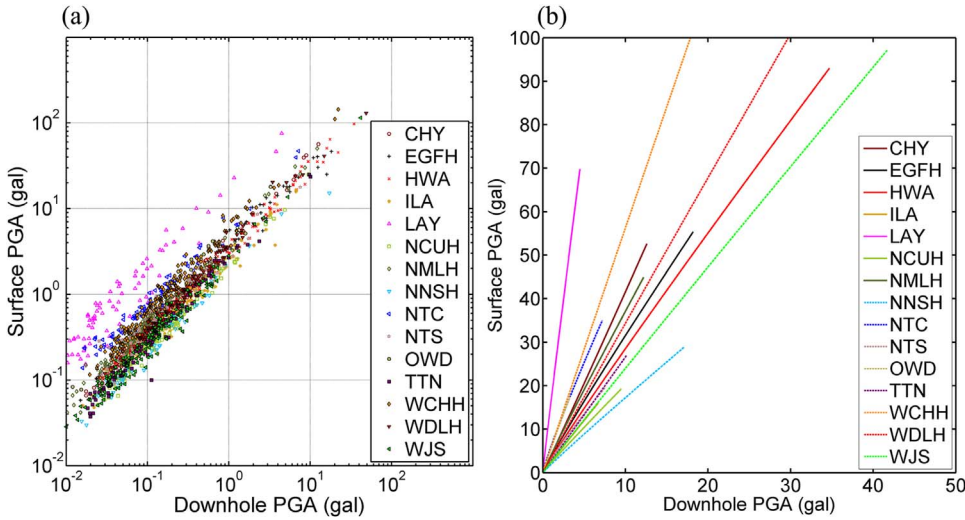 (a)
Surface PGA (gal)
10^2
10^1
10^0
10^-1
10^-2
10^-2 10^-1 10^0 10^1 10^2
Downhole PGA (gal)
CHY
EGFH
HWA
ILA
LAY
NCUH
NMLH
NNSH
NTC
NTS
OWD
TTN
WCHH
WDLH
WJS
(b)
Surface PGA (gal)
100
90
80
70
60
50
40
30
20
10
0
0 10 20 30 40 50
Downhole PGA (gal)
CHY
EGFH
HWA
ILA
LAY
NCUH
NMLH
NNSH
NTC
NTS
OWD
TTN
WCHH
WDLH
WJS